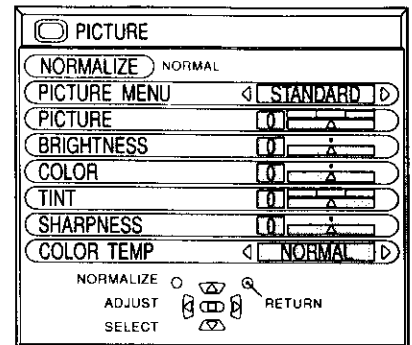 PICTURE
NORMALIZE NORMAL
PICTURE MENU STANDARD
PICTURE 0
BRIGHTNESS 0
COLOR 0
TINT 0
SHARPNESS 0
COLOR TEMP NORMAL
NORMALIZE
ADJUST RETURN
SELECT